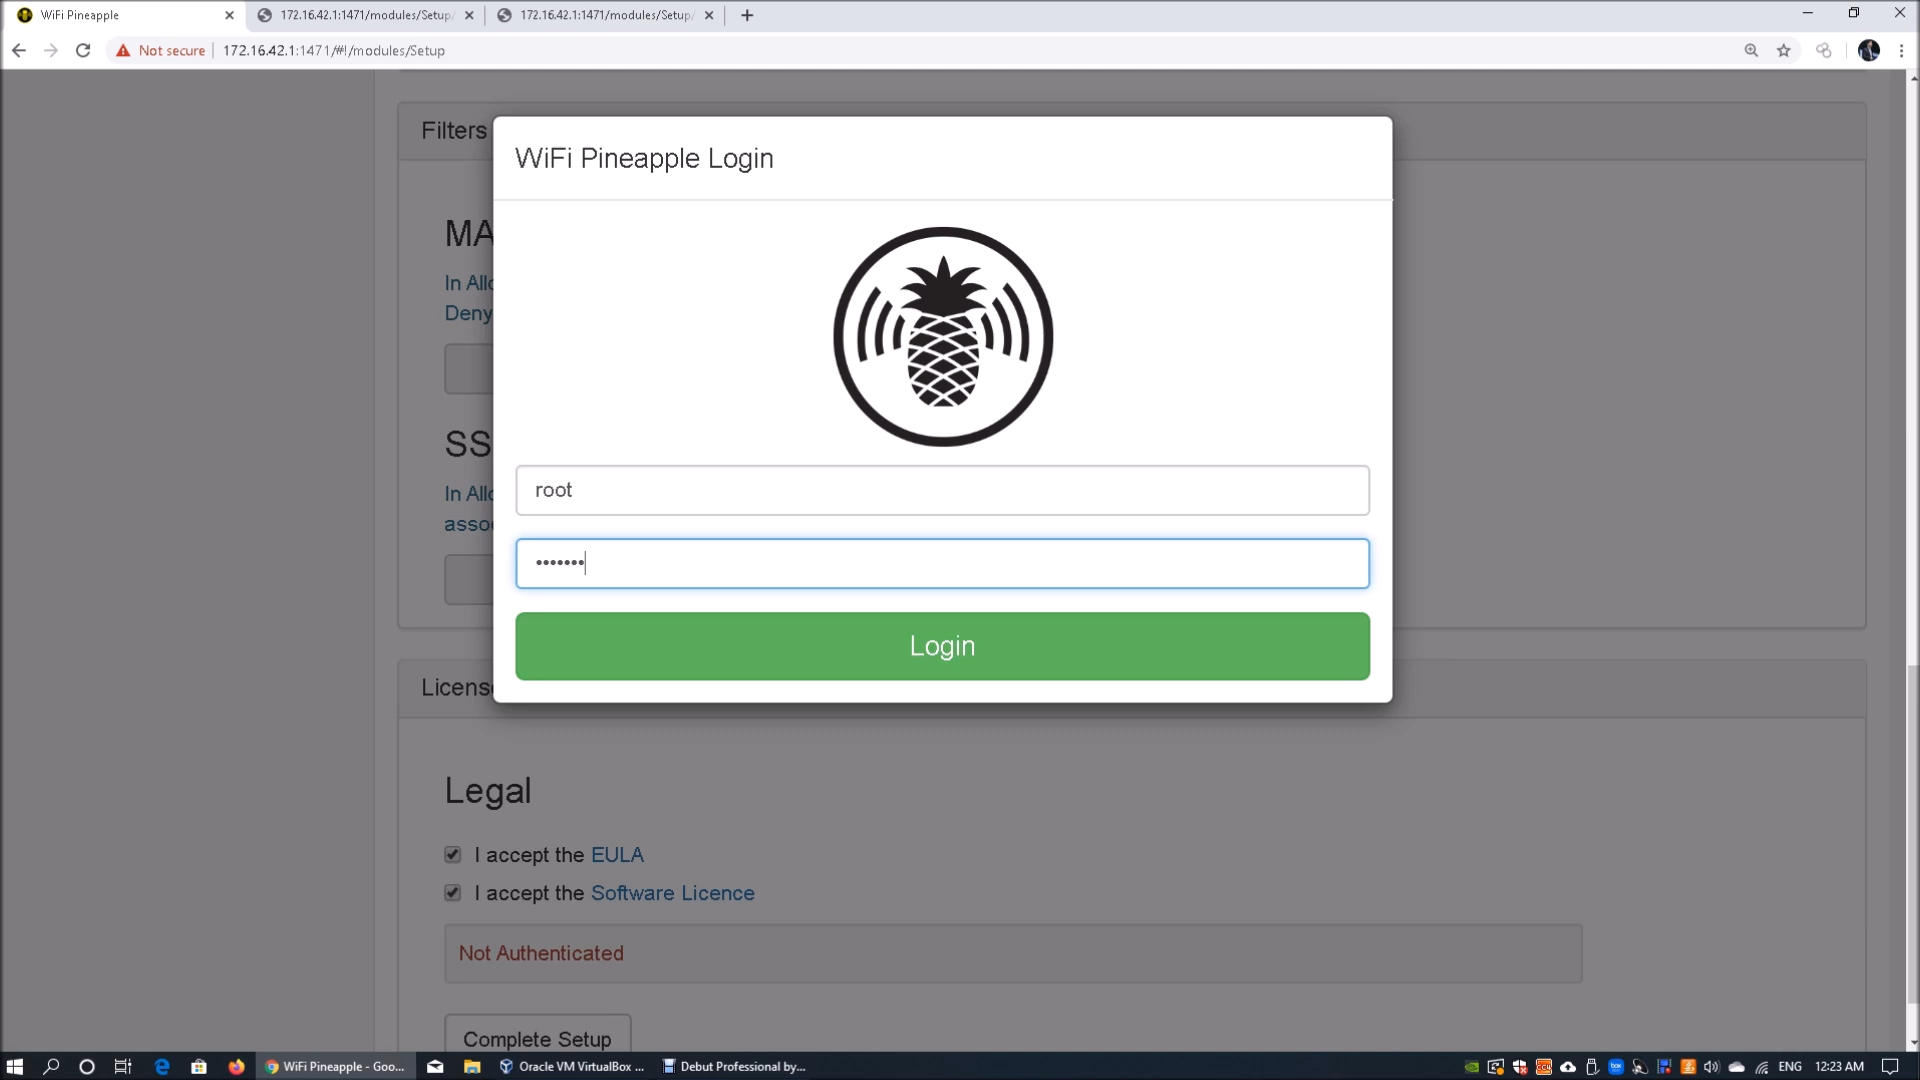 WiFi Pineapple
172.16.42.1:1471/modules/Setup/
172.16.42.1:1471/modules/Setup/
Not secure
172.16.42.1:1471/#!/modules/Setup
Filters
WiFi Pineapple Login
MA
In Allo
Deny
SS
In Allo
asso
root
•••••••
Login
License
Legal
I accept the EULA
I accept the Software Licence
Not Authenticated
Complete Setup
WiFi Pineapple - Goo...
Oracle VM VirtualBox ...
Debut Professional by...
ENG
12:23 AM